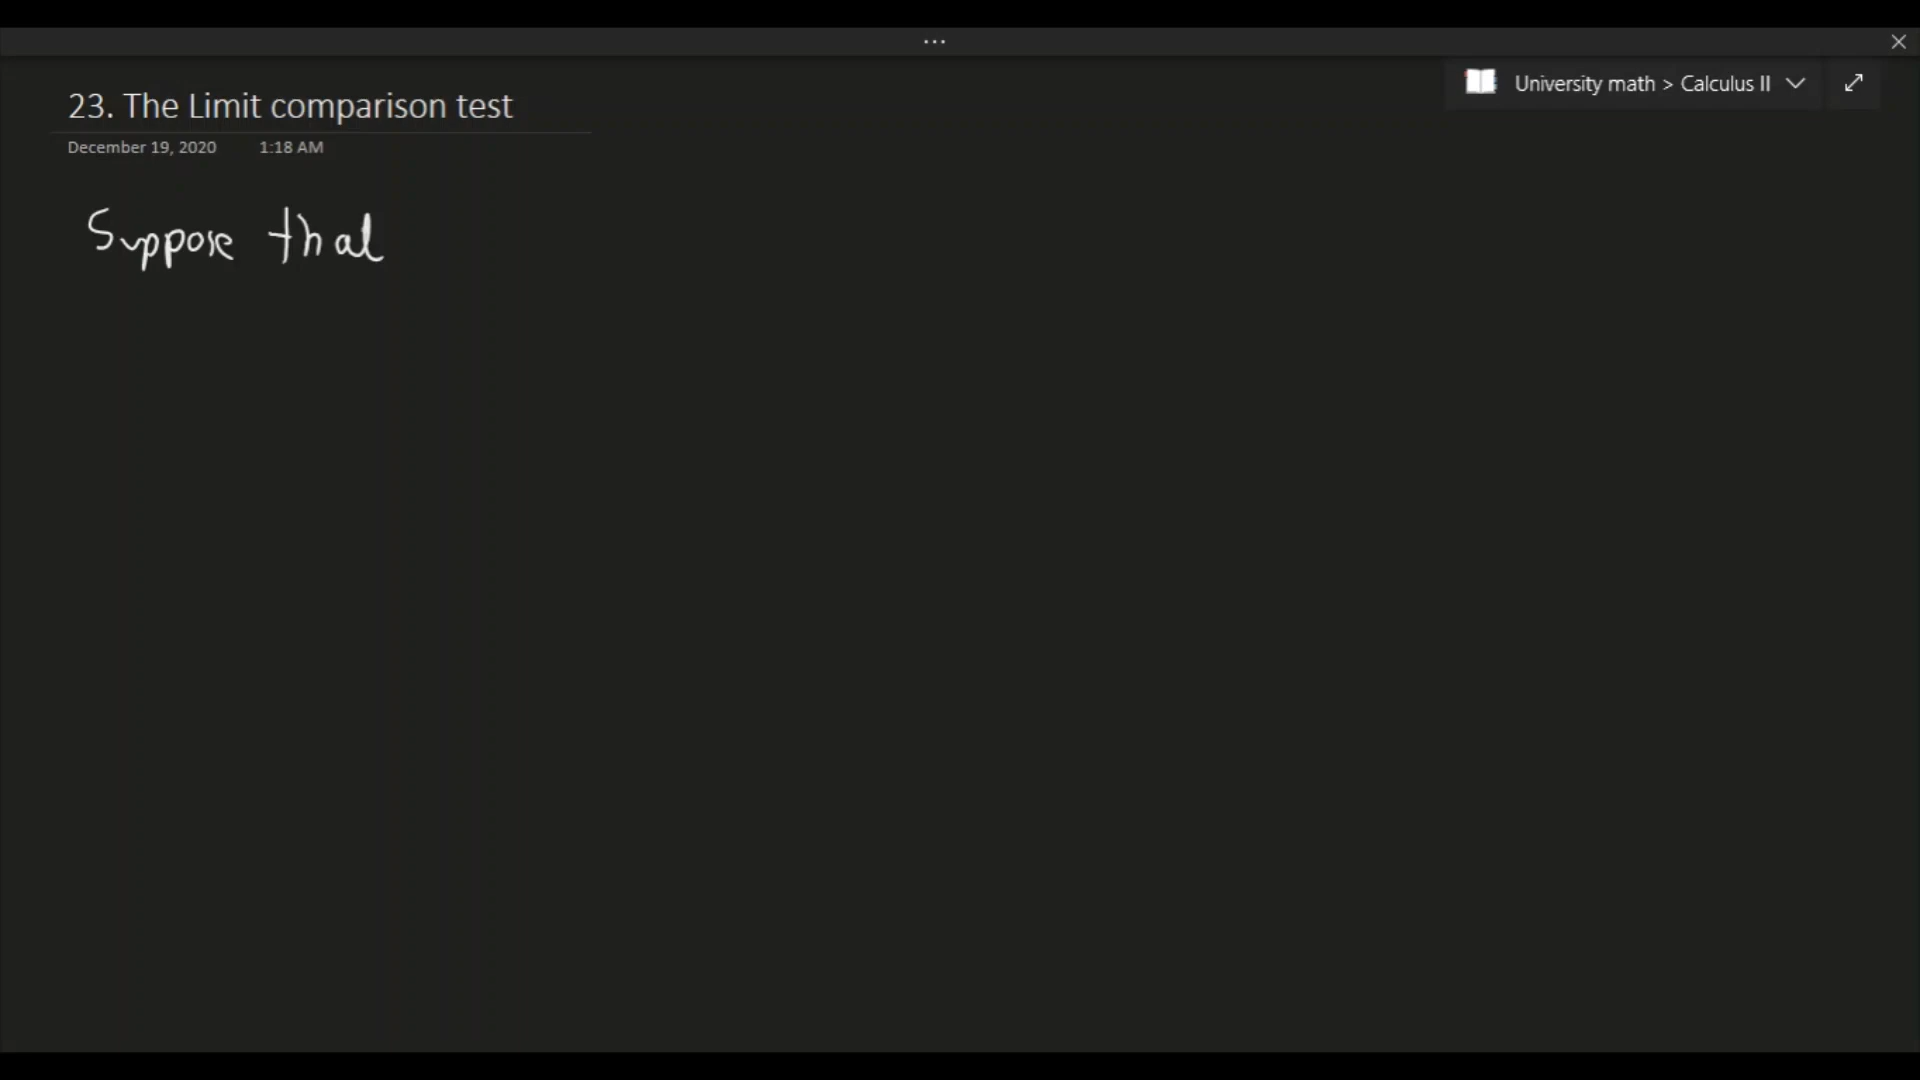 University math > Calculus II
23. The Limit comparison test
December 19, 2020 1:18 AM
Suppose that